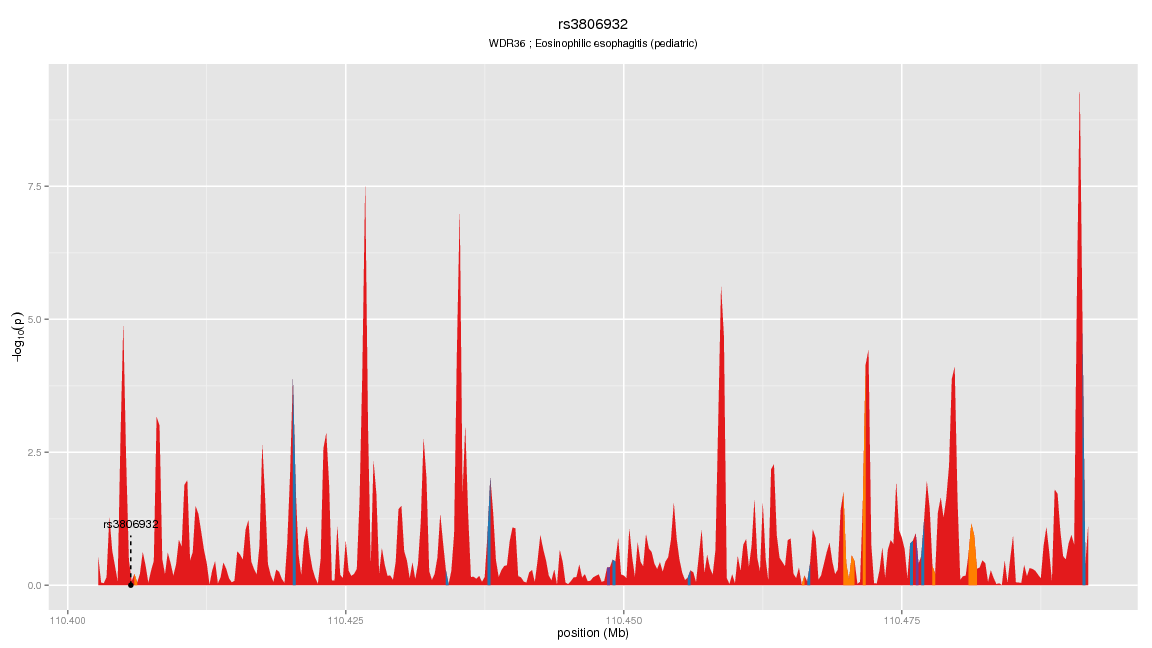 rs3806932
WDR36 ; Eosinophilic esophagitis (pediatric)
7.5
5.0
2.5
0.0
−log10(p)
rs3806932
110.400
110.425
110.450
110.475
position (Mb)